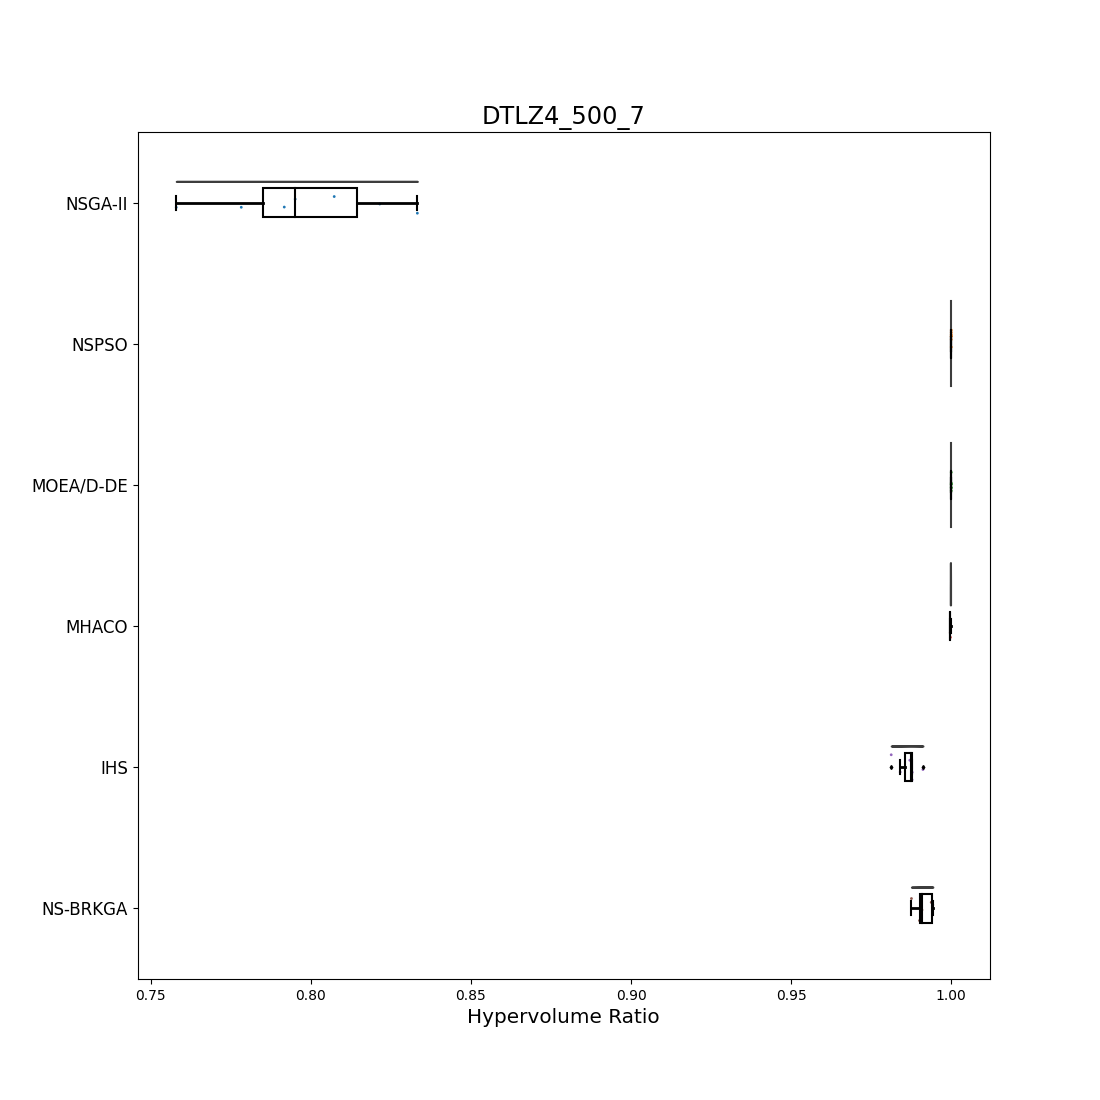 DTLZ4_500_7
NSGA-II
NSPSO
MOEA/D-DE
MHACO
IHS
NS-BRKGA
0.75 0.80 0.85 0.90 0.95 1.00
Hypervolume Ratio